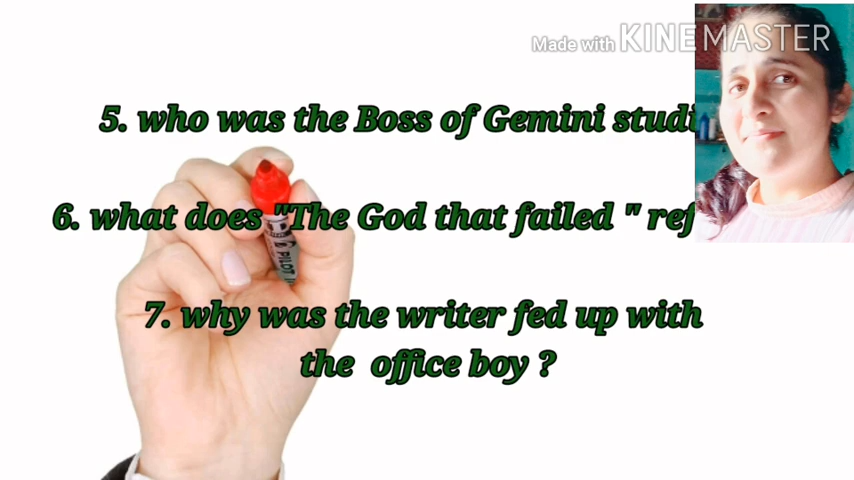 Made with KINEMASTER
5. who was the Boss of Gemini
6. what does "The God that failed "
7. why was the writer fed up with
the office boy ?
PILOT